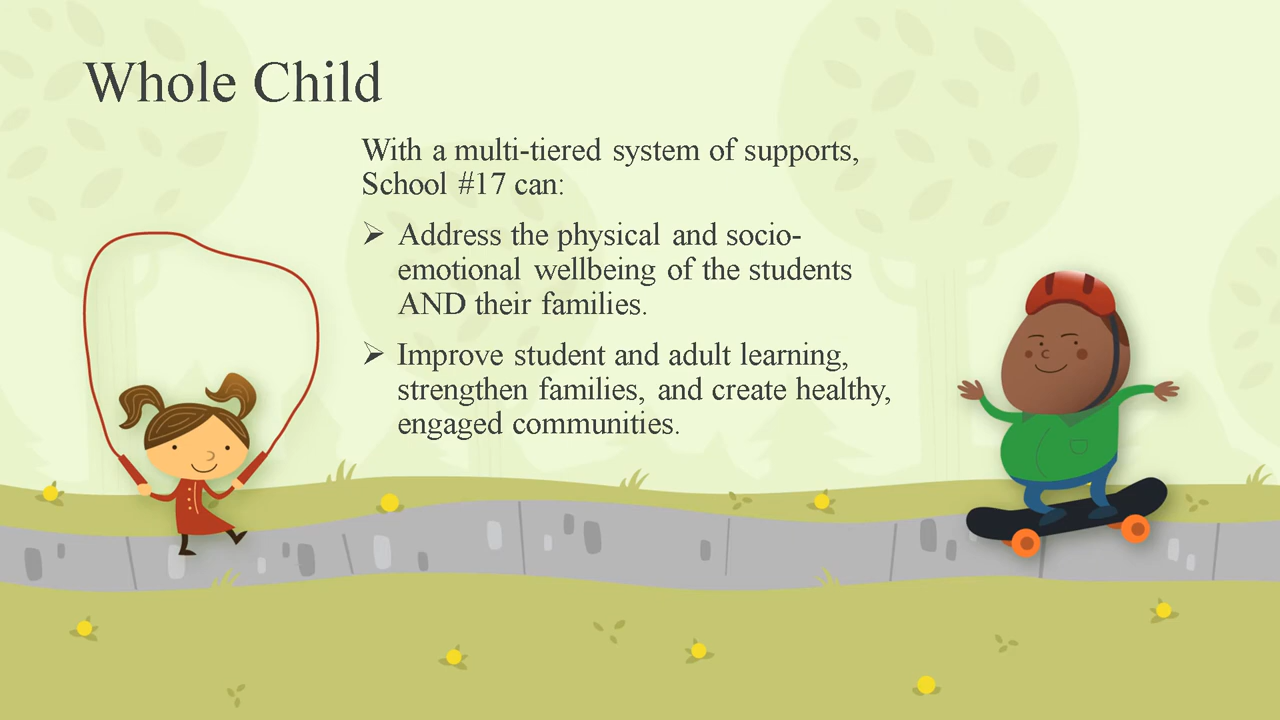 Whole Child
With a multi-tiered system of supports,
School #17 can:
➢ Address the physical and socio-
emotional wellbeing of the students
AND their families.
➢ Improve student and adult learning,
strengthen families, and create healthy,
engaged communities.